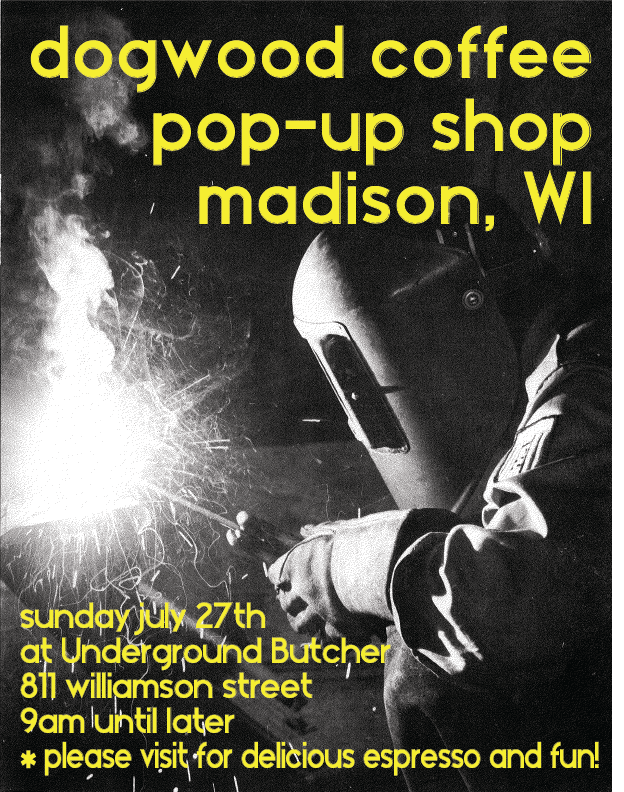 dogwood coffee
pop-up shop
madison, WI
sunday july 27th
at Underground Butcher
811 williamson street
9am until later
* please visit for delicious espresso and fun!